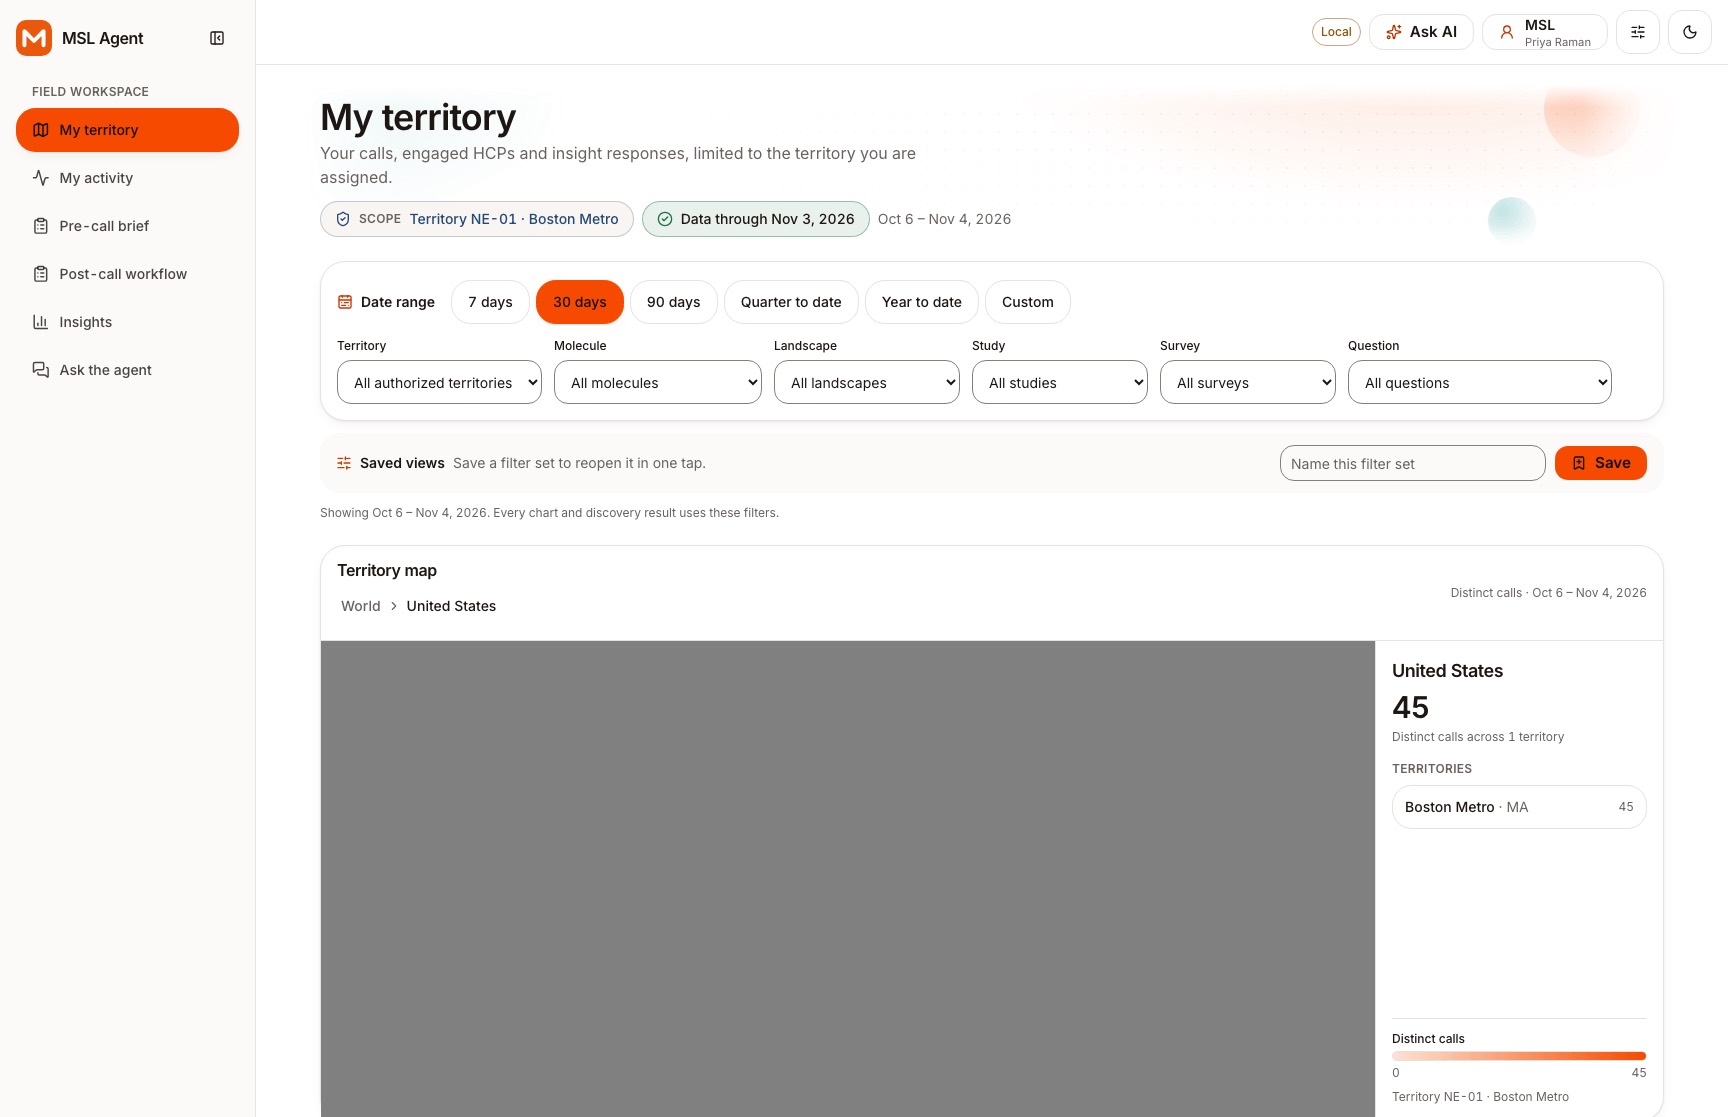 MSL Agent
FIELD WORKSPACE
My territory
My activity
Pre-call brief
Post-call workflow
Insights
Ask the agent
Local
Ask AI
MSL
Priya Raman
My territory
Your calls, engaged HCPs and insight responses, limited to the territory you are
assigned.
SCOPE Territory NE-01 · Boston Metro
Data through Nov 3, 2026
Oct 6 – Nov 4, 2026
Date range
7 days
30 days
90 days
Quarter to date
Year to date
Custom
Territory
Molecule
Landscape
Study
Survey
Question
All authorized territories
All molecules
All landscapes
All studies
All surveys
All questions
Saved views Save a filter set to reopen it in one tap.
Name this filter set
Save
Showing Oct 6 – Nov 4, 2026. Every chart and discovery result uses these filters.
Territory map
World > United States
Distinct calls · Oct 6 – Nov 4, 2026
United States
45
Distinct calls across 1 territory
TERRITORIES
Boston Metro · MA 45
Distinct calls
0 45
Territory NE-01 · Boston Metro